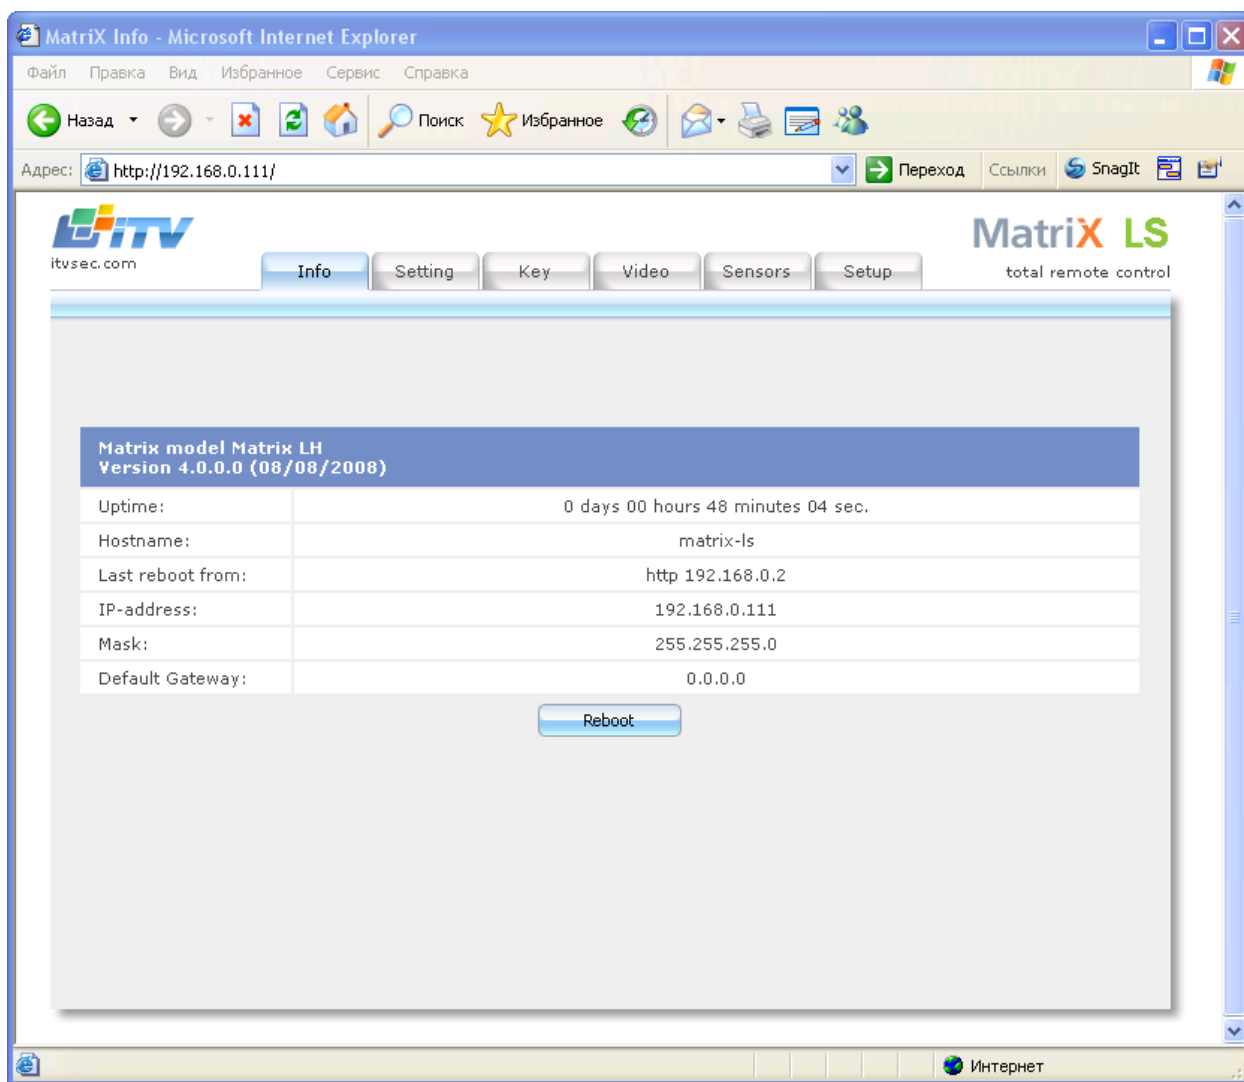 MatriX Info - Microsoft Internet Explorer
Файл Правка Вид Избранное Сервис Справка
Назад Поиск Избранное
Адрес: http://192.168.0.111/ Переход Ссылки SnagIt
iTV MatriX LS
itvsec.com Info Setting Key Video Sensors Setup total remote control
Matrix model Matrix LH
Version 4.0.0.0 (08/08/2008)
Uptime: 0 days 00 hours 48 minutes 04 sec.
Hostname: matrix-ls
Last reboot from: http 192.168.0.2
IP-address: 192.168.0.111
Mask: 255.255.255.0
Default Gateway: 0.0.0.0
Reboot
Интернет